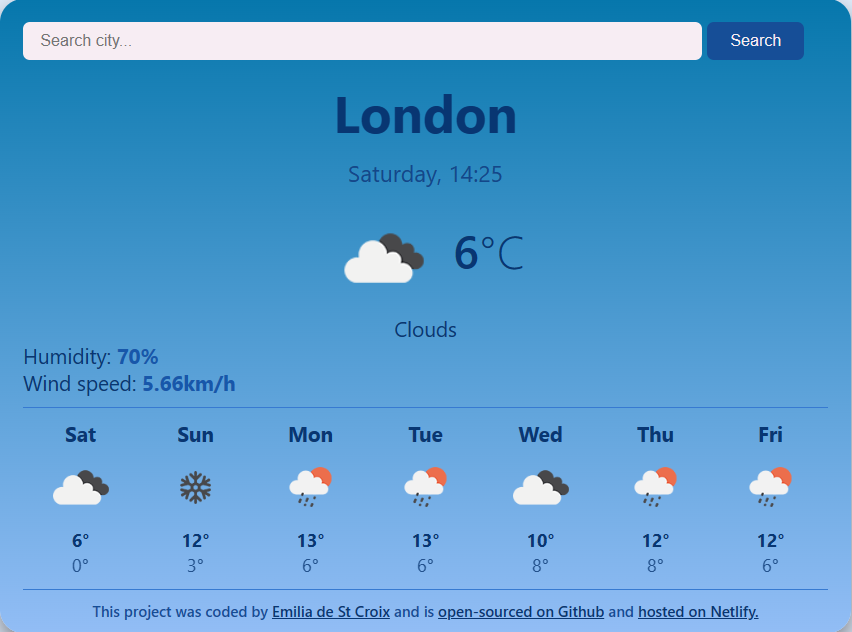 Search city...
Search
London
Saturday, 14:25
6°C
Clouds
Humidity: 70%
Wind speed: 5.66km/h
Sat Sun Mon Tue Wed Thu Fri
6° 12° 13° 13° 10° 12° 12°
0° 3° 6° 6° 8° 8° 6°
This project was coded by Emilia de St Croix and is open-sourced on Github and hosted on Netlify.